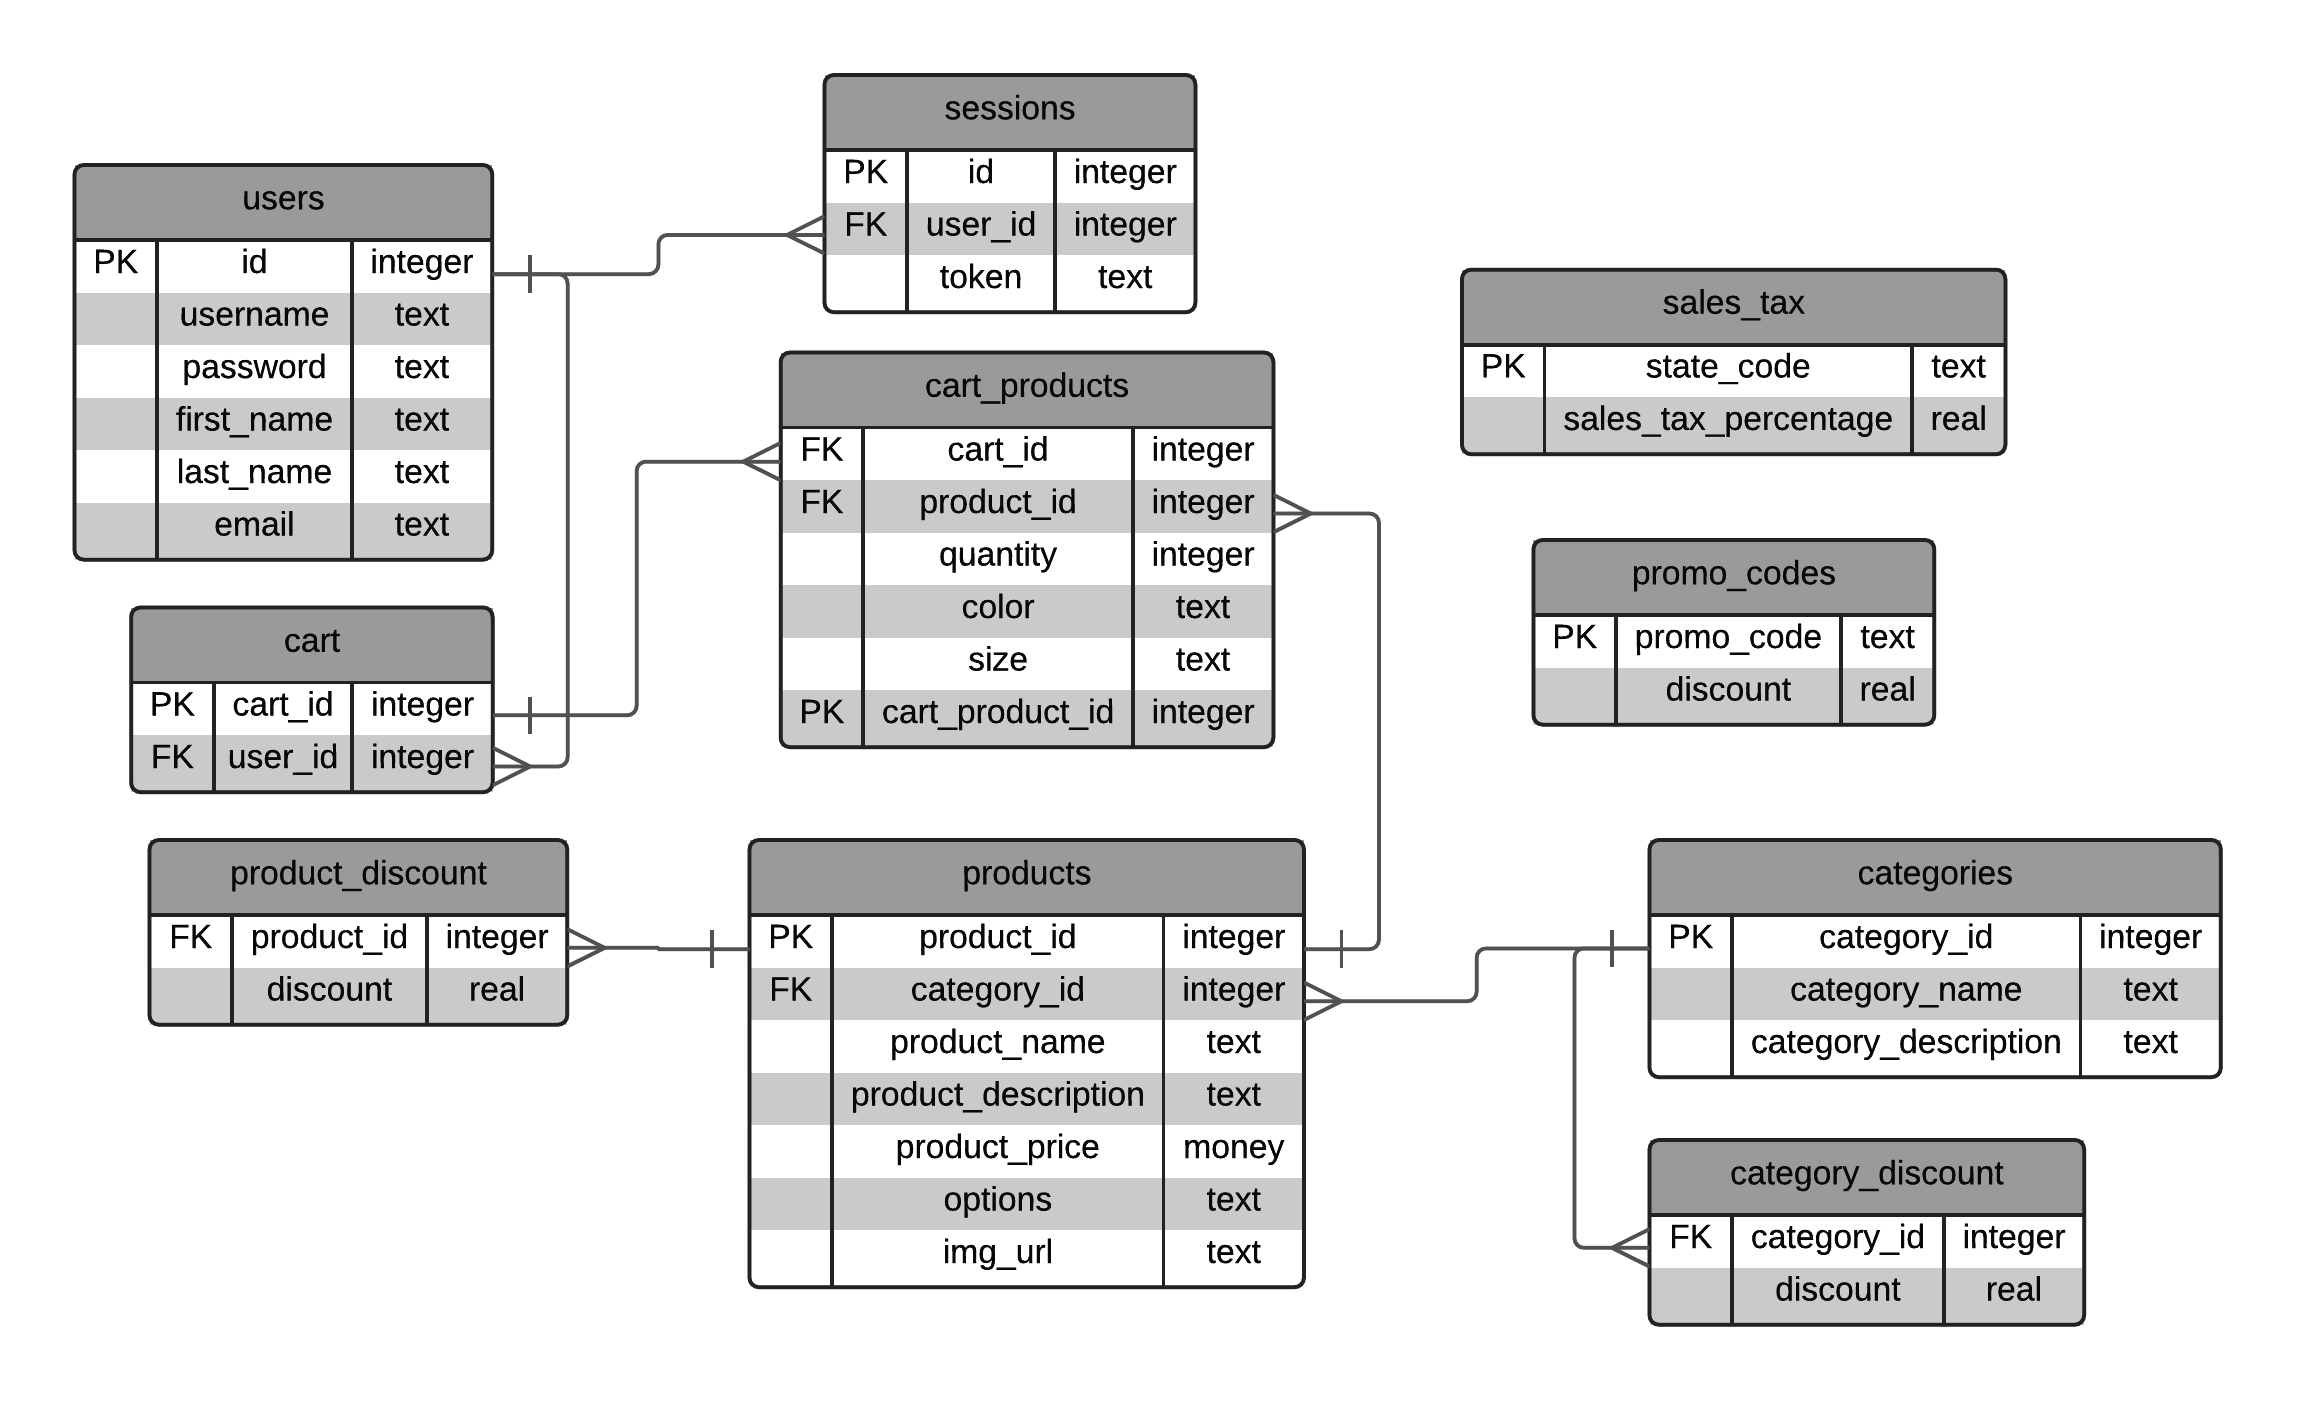 sessions
PK id integer
FK user_id integer
token text
users
PK id integer
username text
password text
first_name text
last_name text
email text
sales_tax
PK state_code text
sales_tax_percentage real
cart_products
FK cart_id integer
FK product_id integer
quantity integer
color text
size text
PK cart_product_id integer
promo_codes
PK promo_code text
discount real
cart
PK cart_id integer
FK user_id integer
product_discount
FK product_id integer
discount real
products
PK product_id integer
FK category_id integer
product_name text
product_description text
product_price money
options text
img_url text
categories
PK category_id integer
category_name text
category_description text
category_discount
FK category_id integer
discount real